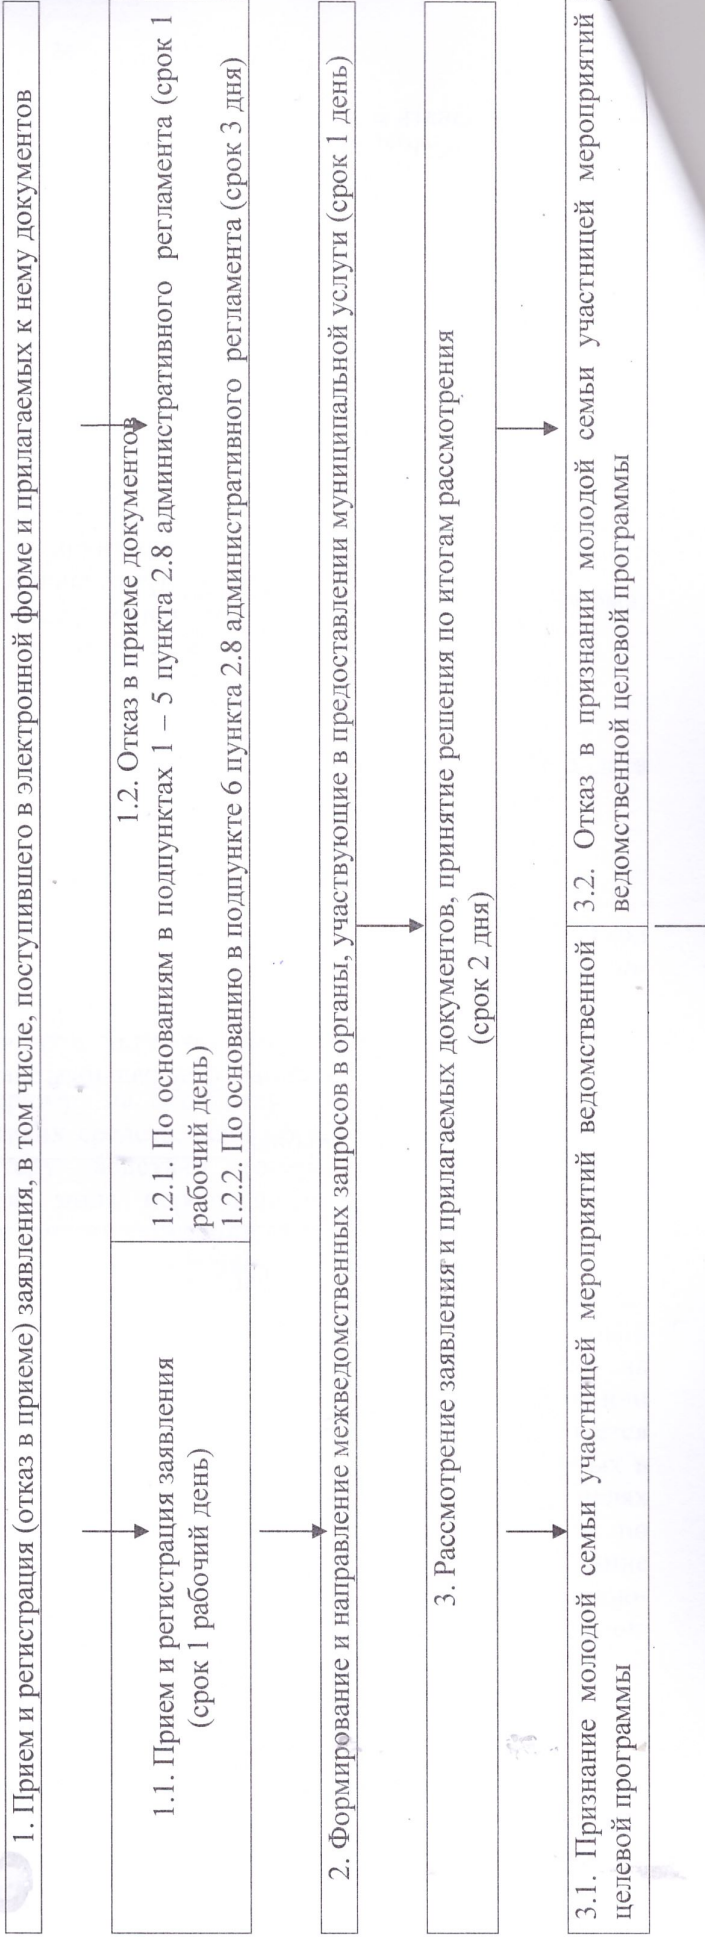 1. Прием и регистрация (отказ в приеме) заявления, в том числе, поступившего в электронной форме и прилагаемых к нему документов
1.1. Прием и регистрация заявления
(срок 1 рабочий день)
1.2. Отказ в приеме документов
1.2.1. По основаниям в подпунктах 1 – 5 пункта 2.8 административного регламента (срок 1
рабочий день)
1.2.2. По основанию в подпункте 6 пункта 2.8 административного регламента (срок 3 дня)
2. Формирование и направление межведомственных запросов в органы, участвующие в предоставлении муниципальной услуги (срок 1 день)
3. Рассмотрение заявления и прилагаемых документов, принятие решения по итогам рассмотрения
(срок 2 дня)
3.1. Признание молодой семьи участницей мероприятий ведомственной
целевой программы
3.2. Отказ в признании молодой семьи участницей мероприятий
ведомственной целевой программы